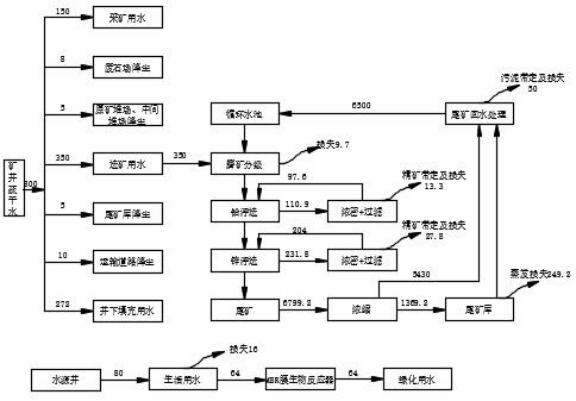 150
采矿用水
8
废石场降尘
污泥带走及损失
50
5
原矿堆场、中间
堆场降尘
循环水池
6500
尾矿回水处理
矿井疏干水
800
350
选矿用水
350
磨矿分级
损失9.7
97.6
精矿带走及损失
13.3
5
尾矿库降尘
铅浮选
110.9
浓密+过滤
204
精矿带走及损失
27.8
10
运输道路降尘
锌浮选
231.8
浓密+过滤
5430
蒸发损失249.2
272
井下填充用水
尾矿
6799.2
浓缩
1369.2
尾矿库
损失16
水源井
80
生活用水
64
MBR膜生物反应器
64
绿化用水